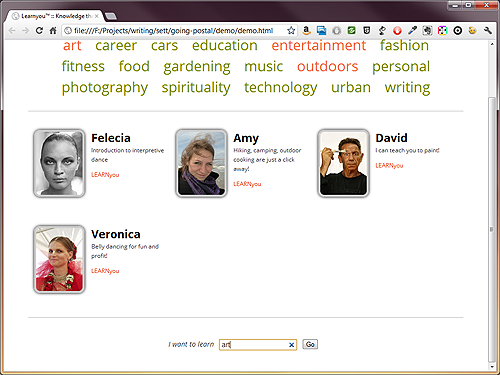 Learnyou™ :: Knowledge tha
file:///F:/Projects/writing/sett/going-postal/demo/demo.html
art career cars education entertainment fashion
fitness food gardening music outdoors personal
photography spirituality technology urban writing
Felecia
Introduction to interpretive
dance
LEARNyou
Amy
Hiking, camping, outdoor
cooking are just a click
away!
LEARNyou
David
I can teach you to paint!
LEARNyou
Veronica
Belly dancing for fun and
profit!
LEARNyou
I want to learn art Go